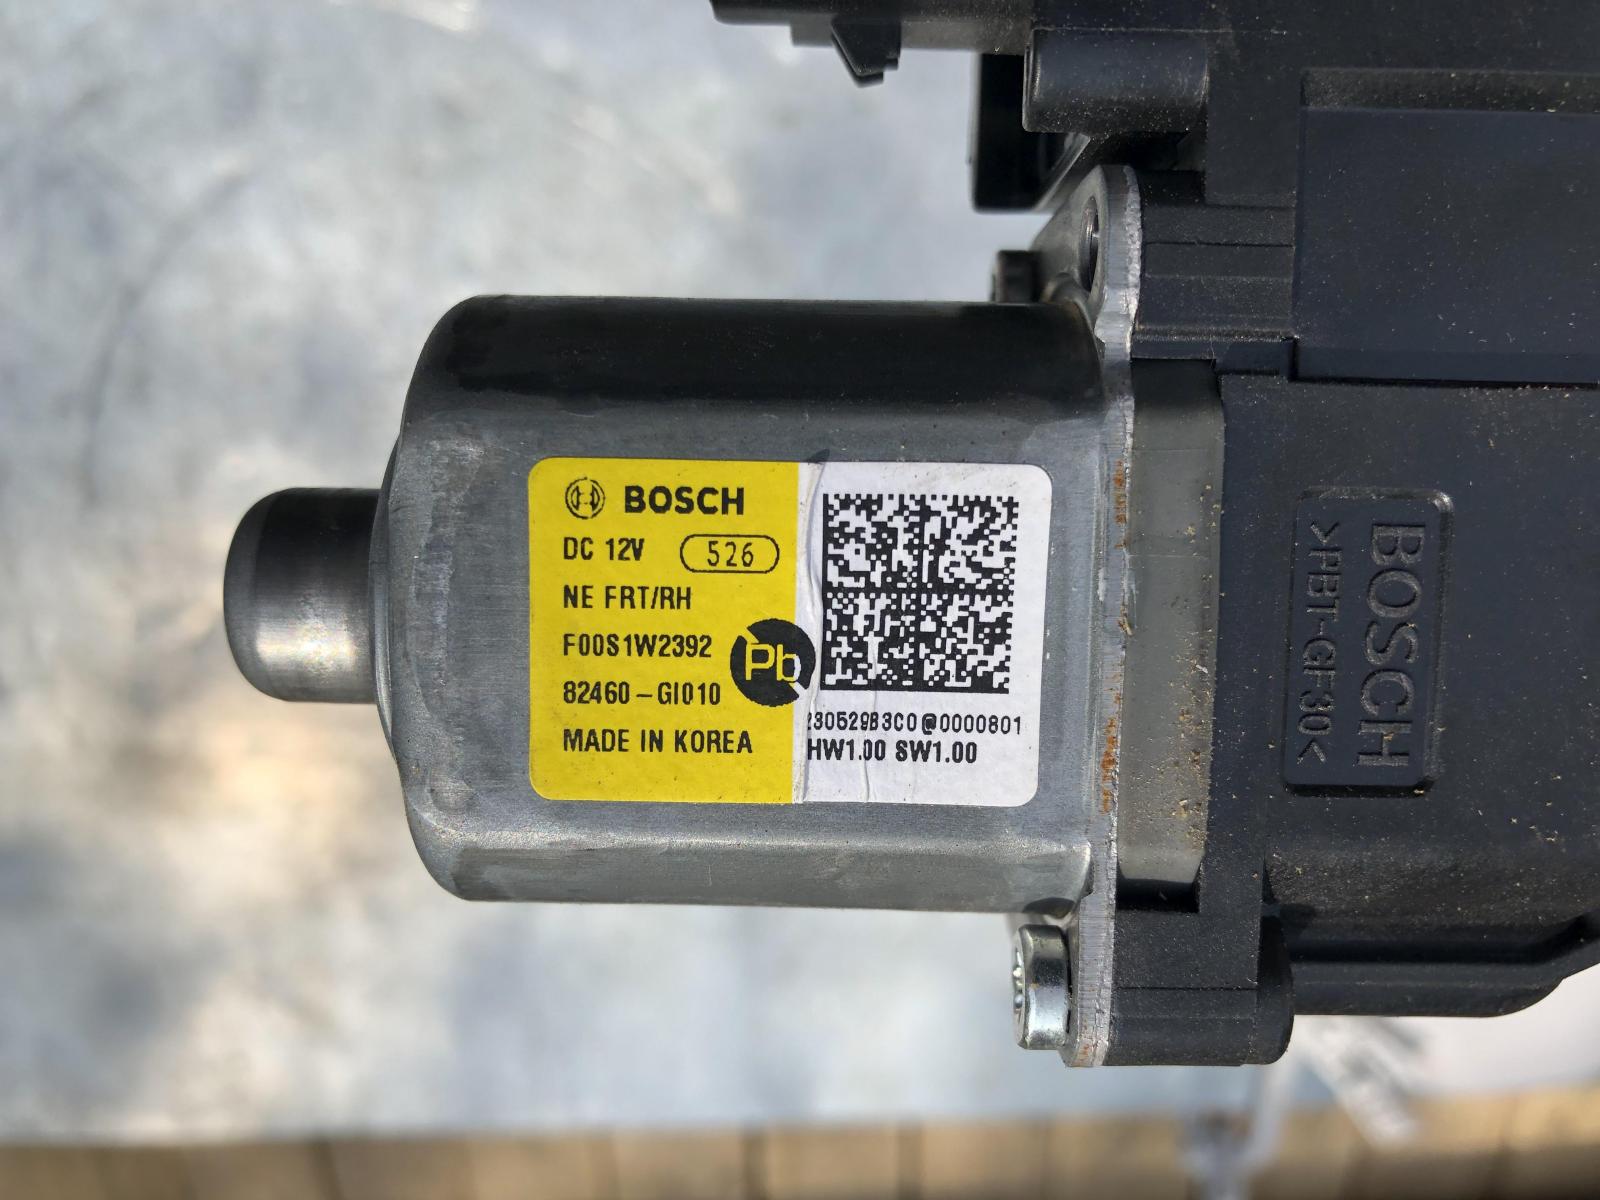 BOSCH
DC 12V 526
NE FRT/RH
F00S1W2392
82460-GI010
Pb
MADE IN KOREA
230529B3C0@0000801
HW1.00 SW1.00
BOSCH
>PBT-GF30<